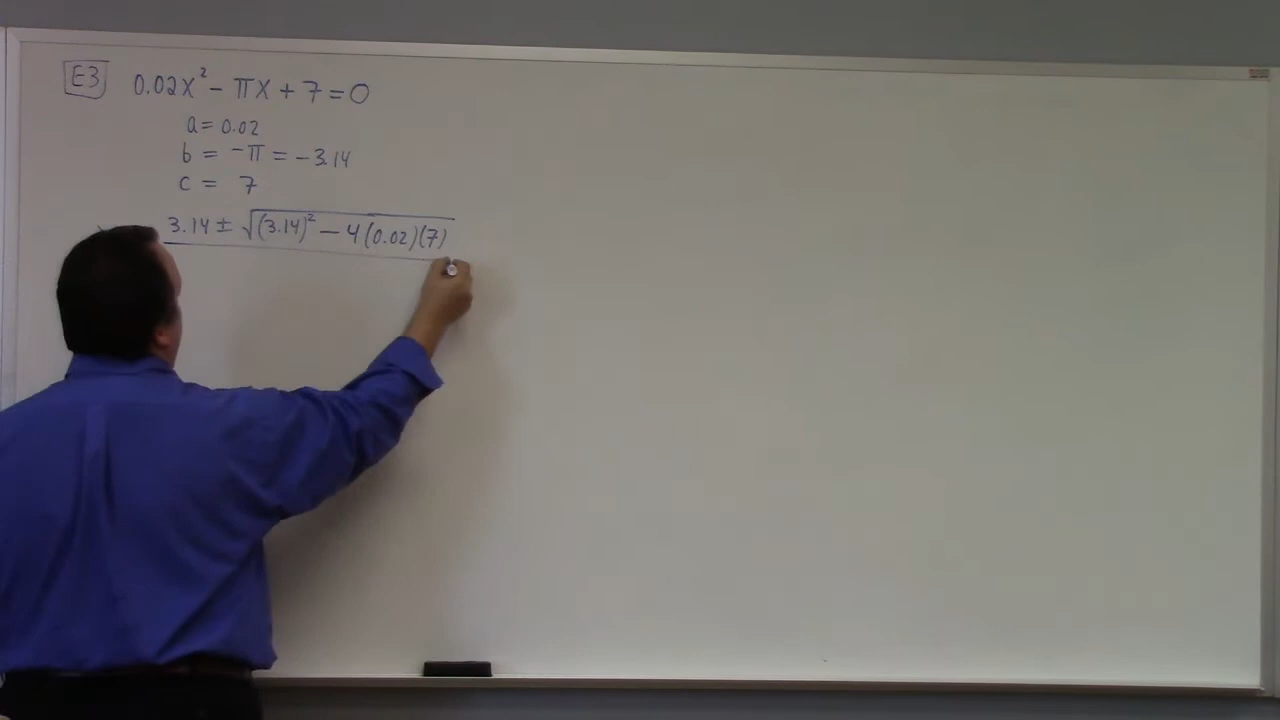 E3 0.02x² - πx + 7 = 0
a = 0.02
b = -π = -3.14
c = 7
3.14 ± √(3.14)² - 4(0.02)(7)